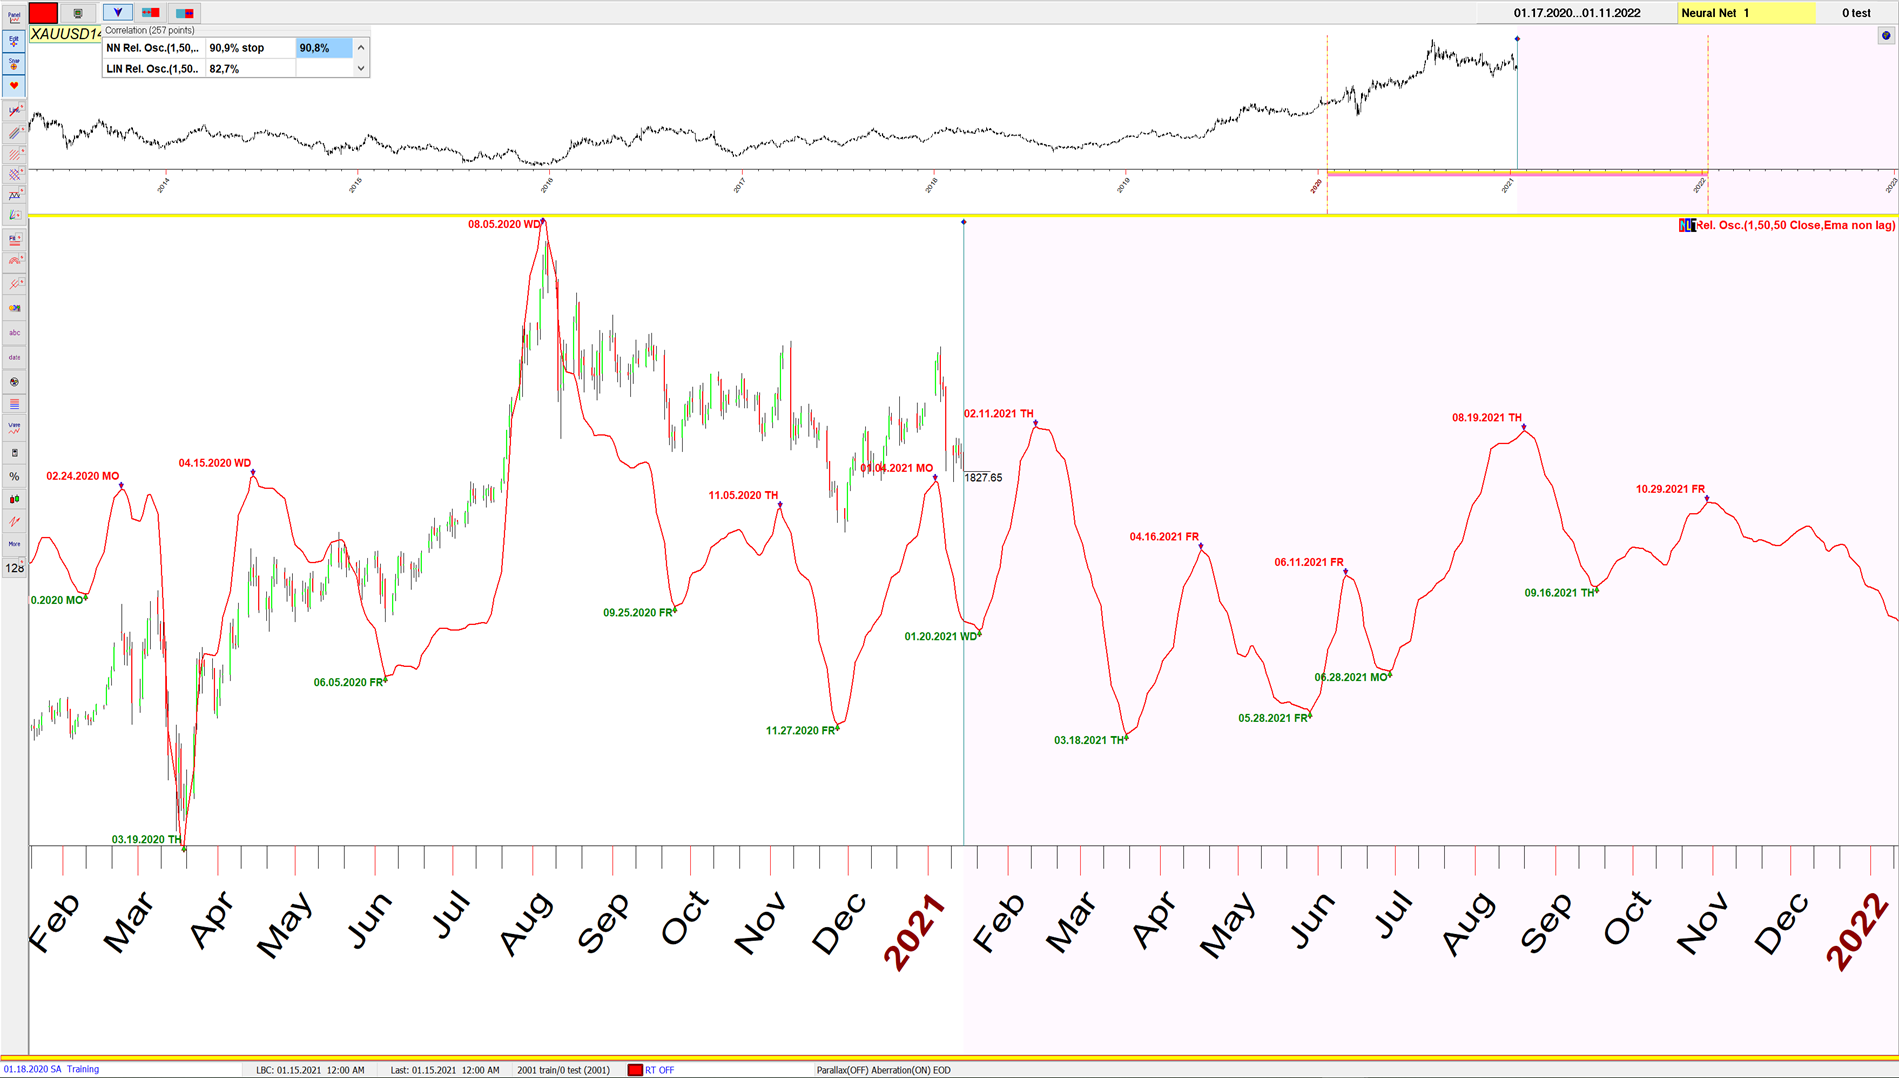 Panel
01.17.2020...01.11.2022
Neural Net 1
0 test
XAUUSD14
Correlation (257 points)
NN Rel. Osc.(1,50,.. 90,9% stop 90,8%
LIN Rel. Osc.(1,50.. 82,7%
Edit
Snap
2014 2015 2016 2017 2018 2019 2020 2021 2022 2023
Rel. Osc.(1,50,50 Close,Ema non lag)
08.05.2020 WD
02.11.2021 TH
08.19.2021 TH
04.15.2020 WD
02.24.2020 MO
01.04.2021 MO
1827.65
11.05.2020 TH
10.29.2021 FR
04.16.2021 FR
06.11.2021 FR
0.2020 MO
09.25.2020 FR
09.16.2021 TH
01.20.2021 WD
06.05.2020 FR
06.28.2021 MO
11.27.2020 FR
05.28.2021 FR
03.18.2021 TH
03.19.2020 TH
abc
date
%
More
128
Feb Mar Apr May Jun Jul Aug Sep Oct Nov Dec 2021 Feb Mar Apr May Jun Jul Aug Sep Oct Nov Dec 2022
01.18.2020 SA Training
LBC: 01.15.2021 12:00 AM
Last: 01.15.2021 12:00 AM
2001 train/0 test (2001)
RT OFF
Parallax(OFF) Aberration(ON) EOD